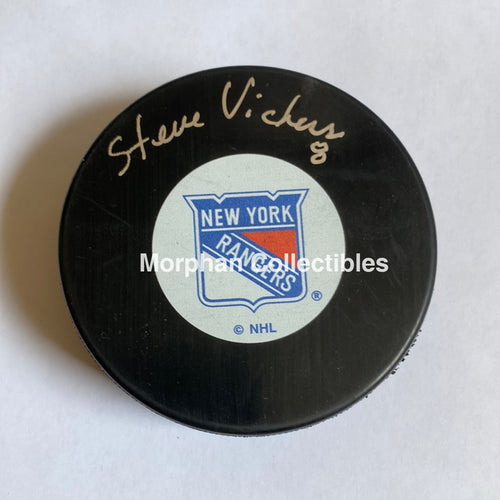 Steve Vickers
8
NEW YORK
RANGERS
Morphan Collectibles
®
© NHL